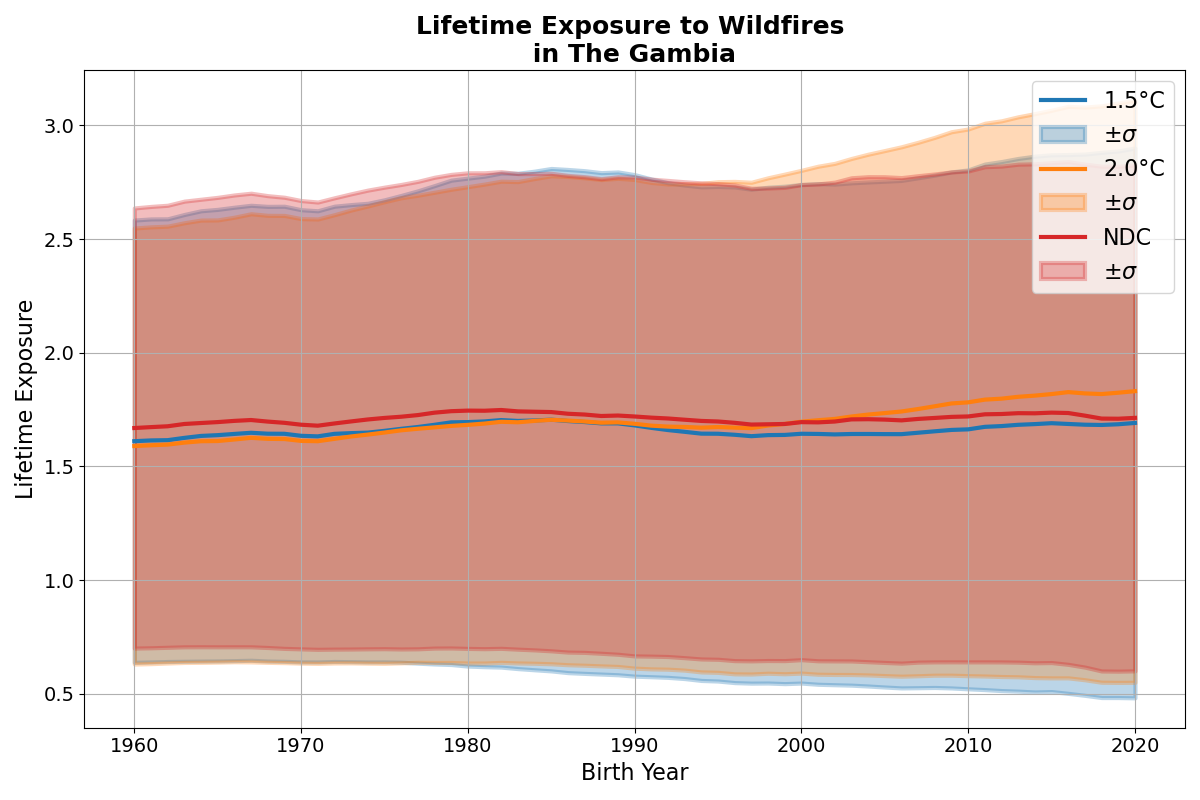 Lifetime Exposure to Wildfires
in The Gambia
Lifetime Exposure
3.0
2.5
2.0
1.5
1.0
0.5
1960
1970
1980
1990
2000
2010
2020
Birth Year
1.5°C
±σ
2.0°C
±σ
NDC
±σ